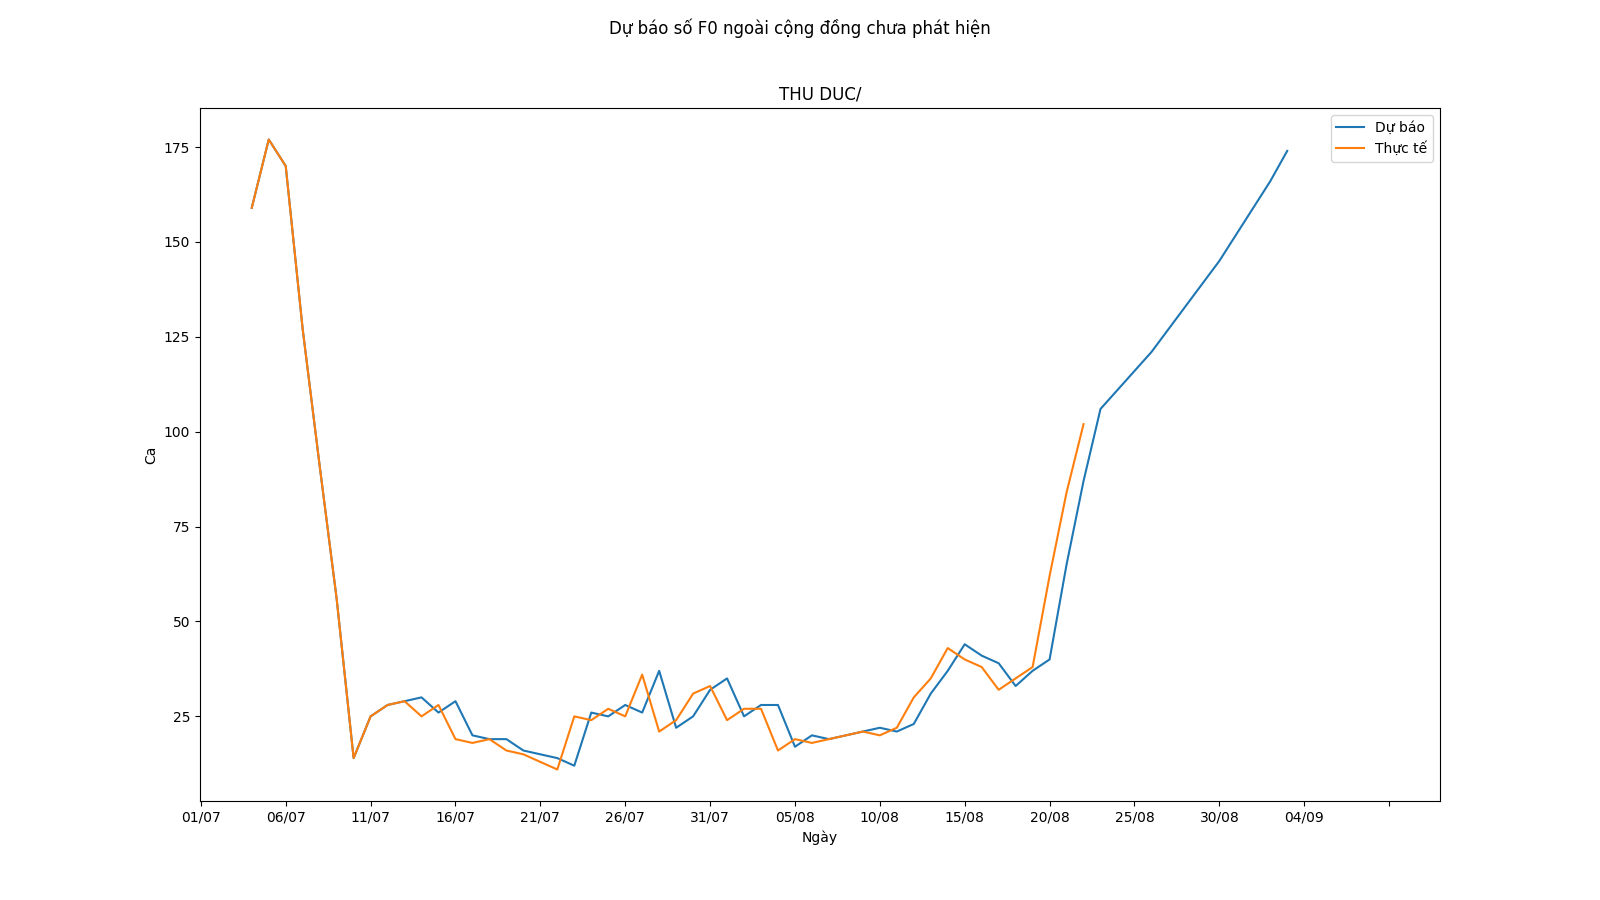 Dự báo số F0 ngoài cộng đồng chưa phát hiện
THU DUC/
Dự báo
Thực tế
175
150
125
100
75
50
25
Ca
01/07 06/07 11/07 16/07 21/07 26/07 31/07 05/08 10/08 15/08 20/08 25/08 30/08 04/09
Ngày